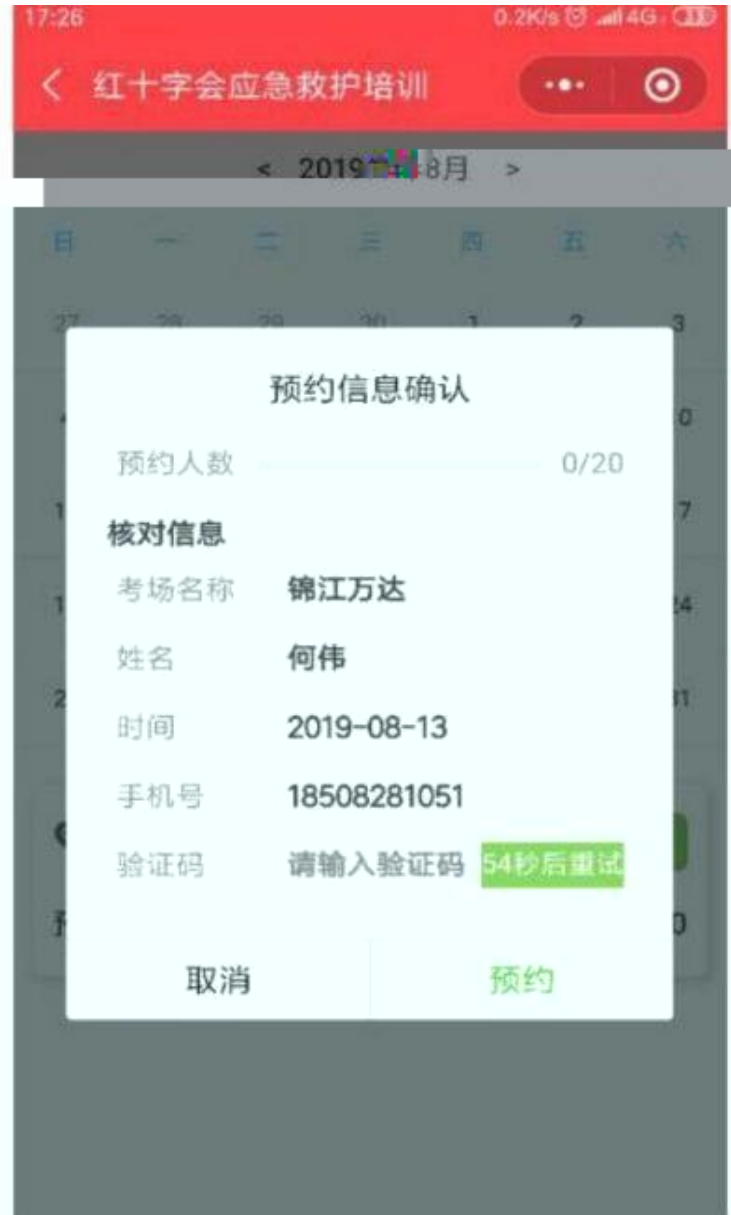 17:26 0.2K/s 4G
红十字会应急救护培训
< 2019 8月 >
日 一 二 三 四 五 六
27 28 29 30 1 2 3
预约信息确认
预约人数 0/20
核对信息
考场名称 锦江万达
姓名 何伟
时间 2019-08-13
手机号 18508281051
验证码 请输入验证码 54秒后重试
取消 预约